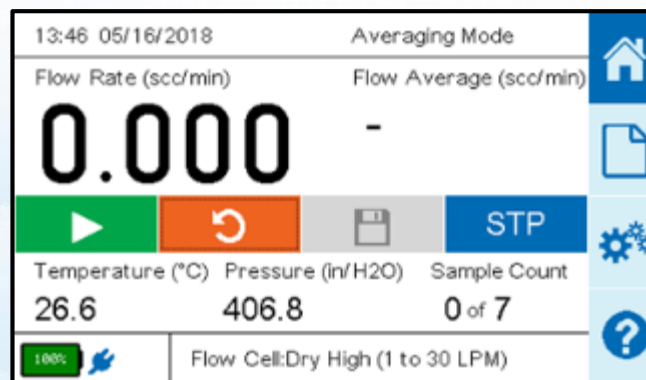 13:46 05/16/2018 Averaging Mode
Flow Rate (scc/min) Flow Average (scc/min)
0.000 -
STP
Temperature (°C) Pressure (in/H2O) Sample Count
26.6 406.8 0 of 7
100% Flow Cell:Dry High (1 to 30 LPM)